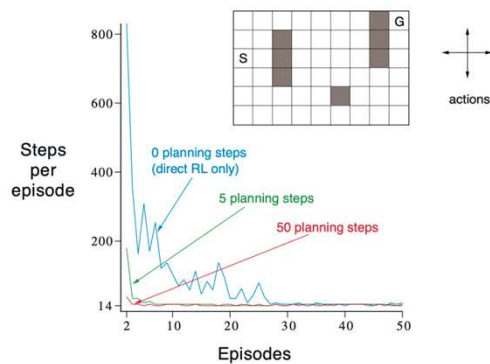 800
600
400
200
14
Steps
per
episode
G
S
actions
0 planning steps
(direct RL only)
5 planning steps
50 planning steps
2
10
20
30
40
50
Episodes